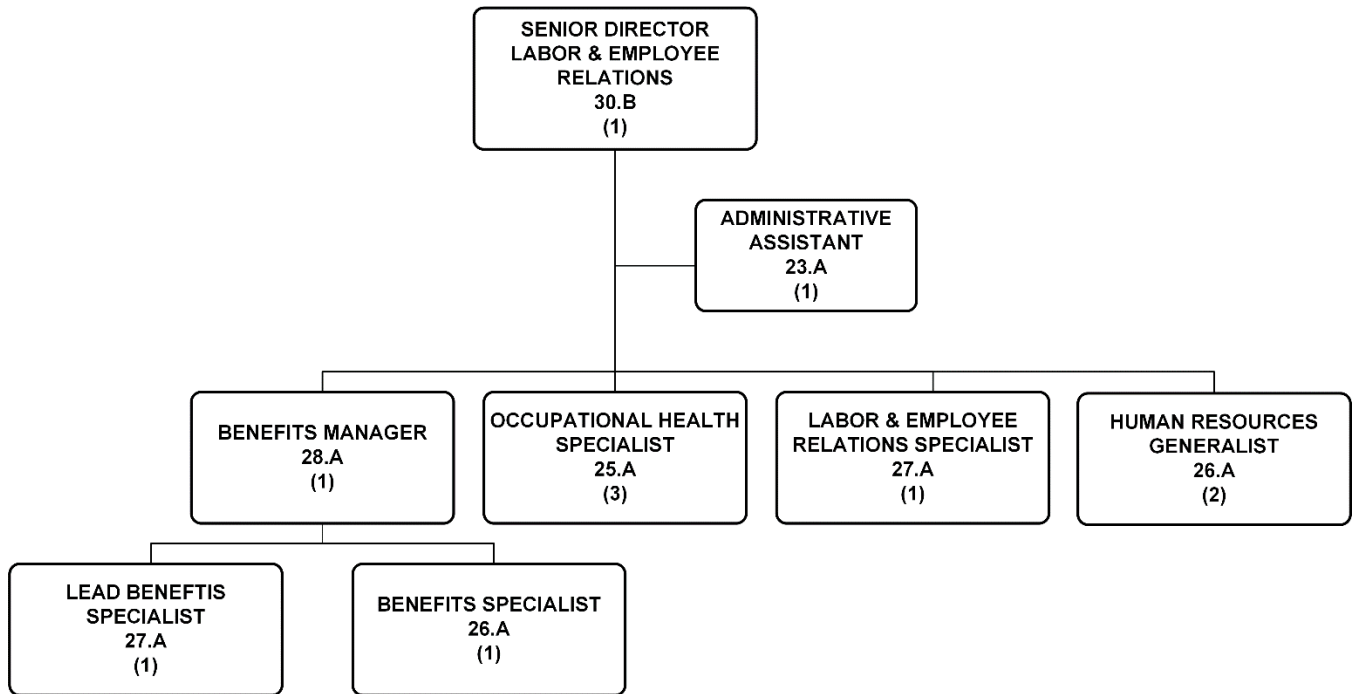 SENIOR DIRECTOR
LABOR & EMPLOYEE
RELATIONS
30.B
(1)
ADMINISTRATIVE
ASSISTANT
23.A
(1)
BENEFITS MANAGER
28.A
(1)
OCCUPATIONAL HEALTH
SPECIALIST
25.A
(3)
LABOR & EMPLOYEE
RELATIONS SPECIALIST
27.A
(1)
HUMAN RESOURCES
GENERALIST
26.A
(2)
LEAD BENEFTIS
SPECIALIST
27.A
(1)
BENEFITS SPECIALIST
26.A
(1)